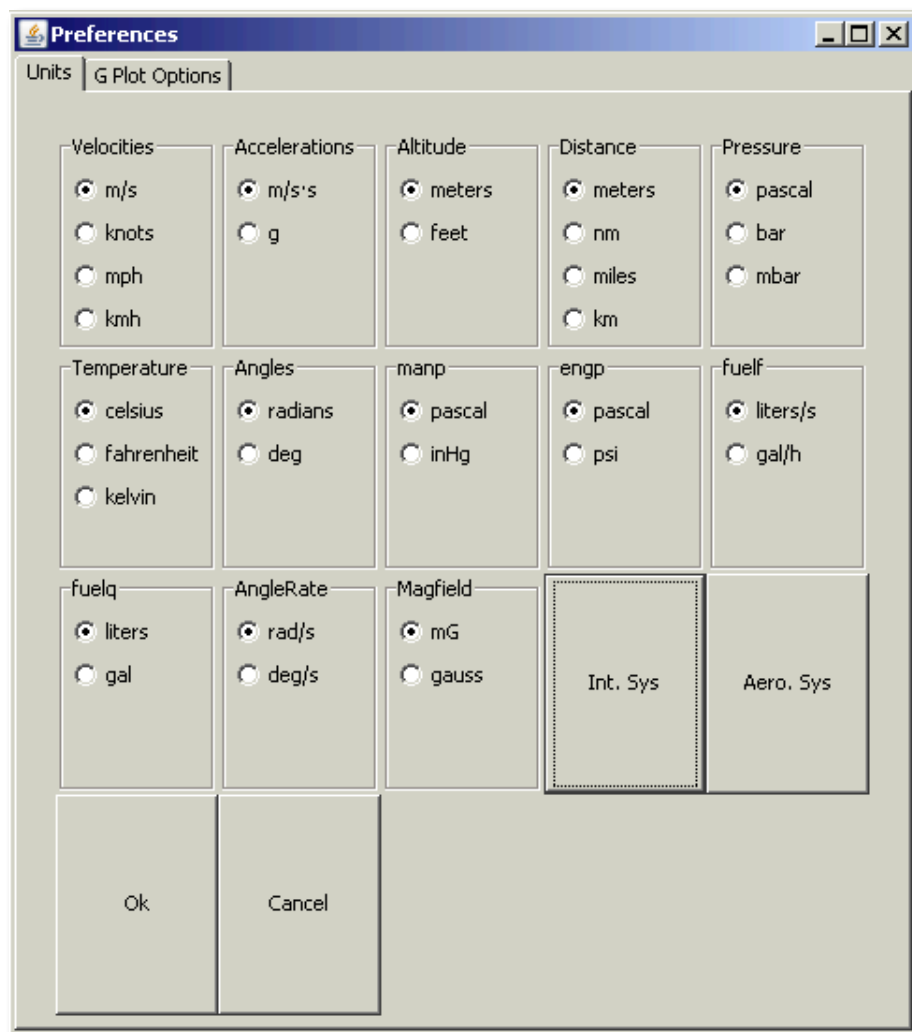 Preferences
Units G Plot Options
Velocities Accelerations Altitude Distance Pressure
m/s m/s·s meters meters pascal
knots g feet nm bar
mph miles mbar
kmh km
Temperature Angles manp engp fuelf
celsius radians pascal pascal liters/s
fahrenheit deg inHg psi gal/h
kelvin
fuelq AngleRate Magfield
liters rad/s mG
gal deg/s gauss Int. Sys Aero. Sys
Ok Cancel